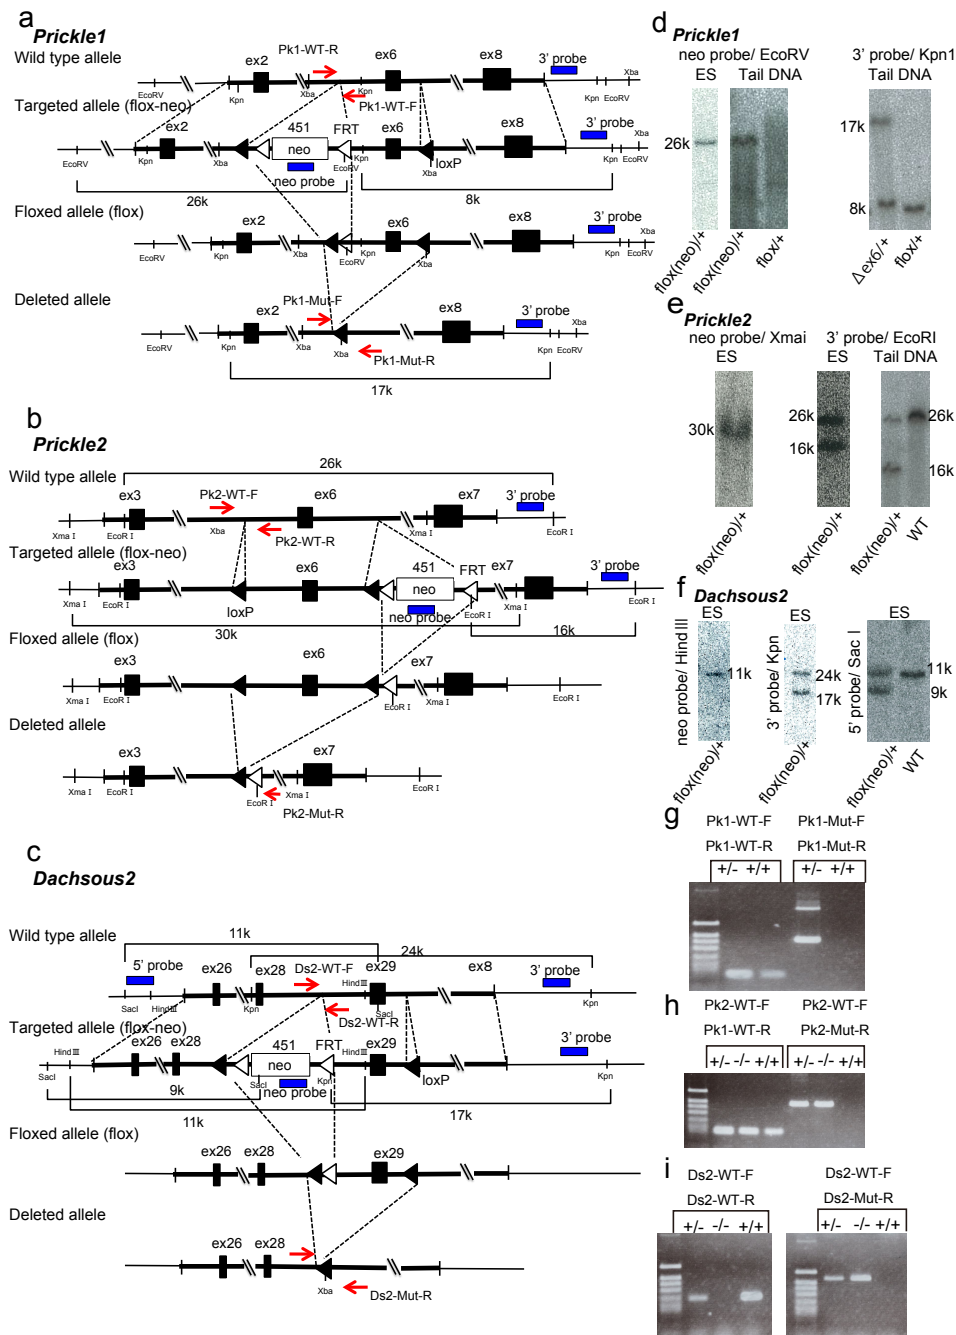 a
Prickle1
Wild type allele
ex2
Pk1-WT-R
ex6
ex8
3' probe
EcoRV
Kpn
Xba
Kpn
Kpn
EcoRV
Xba
Pk1-WT-F
Targeted allele (flox-neo)
ex2
451
neo
FRT
ex6
ex8
3' probe
EcoRV
Kpn
Xba
neo probe
EcoRV
Kpn
loxP
Xba
Kpn
EcoRV
Xba
26k
8k
Floxed allele (flox)
ex2
ex6
ex8
3' probe
EcoRV
Kpn
Xba
EcoRV
Kpn
Xba
Kpn
EcoRV
Xba
Deleted allele
ex2
Pk1-Mut-F
ex8
3' probe
EcoRV
Kpn
Xba
Xba
Pk1-Mut-R
Kpn
EcoRV
Xba
17k
b
Prickle2
26k
Wild type allele
ex3
Pk2-WT-F
ex6
ex7
3' probe
Xma I
EcoR I
Xba
Pk2-WT-R
Xma I
EcoR I
Targeted allele (flox-neo)
ex3
ex6
451
neo
FRT
ex7
3' probe
Xma I
EcoR I
loxP
neo probe
EcoR I
Xma I
EcoR I
30k
16k
Floxed allele (flox)
ex3
ex6
ex7
Xma I
EcoR I
EcoR I
Xma I
EcoR I
Deleted allele
ex3
ex7
Xma I
EcoR I
EcoR I
Xma I
EcoR I
Pk2-Mut-R
c
Dachsous2
Wild type allele
11k
24k
5' probe
ex26
ex28
Ds2-WT-F
ex29
ex8
3' probe
SacI
HindIII
Kpn
HindIII
SacI
Kpn
Ds2-WT-R
Targeted allele (flox-neo)
HindIII
ex26
ex28
451
neo
FRT
HindIII
ex29
3' probe
SacI
SacI
neo probe
Kpn
loxP
Kpn
9k
17k
11k
Floxed allele (flox)
ex26
ex28
ex29
Deleted allele
ex26
ex28
Xba
Ds2-Mut-R
d
Prickle1
neo probe/ EcoRV
3' probe/ Kpn1
ES
Tail DNA
Tail DNA
26k
17k
8k
flox(neo)/+
flox(neo)/+
flox/+
Δex6/+
flox/+
e
Prickle2
neo probe/ Xmai
3' probe/ EcoRI
ES
ES
Tail DNA
30k
26k
16k
26k
16k
flox(neo)/+
flox(neo)/+
flox(neo)/+
WT
f
Dachsous2
ES
ES
ES
neo probe/ HindIII
11k
3' probe/ Kpn
24k
17k
5' probe/ Sac I
11k
9k
flox(neo)/+
flox(neo)/+
flox(neo)/+
WT
g
Pk1-WT-F
Pk1-Mut-F
Pk1-WT-R
Pk1-Mut-R
+/- +/+
+/- +/+
h
Pk2-WT-F
Pk2-WT-F
Pk1-WT-R
Pk2-Mut-R
+/- -/- +/+
+/- -/- +/+
i
Ds2-WT-F
Ds2-WT-F
Ds2-WT-R
Ds2-Mut-R
+/- -/- +/+
+/- -/- +/+